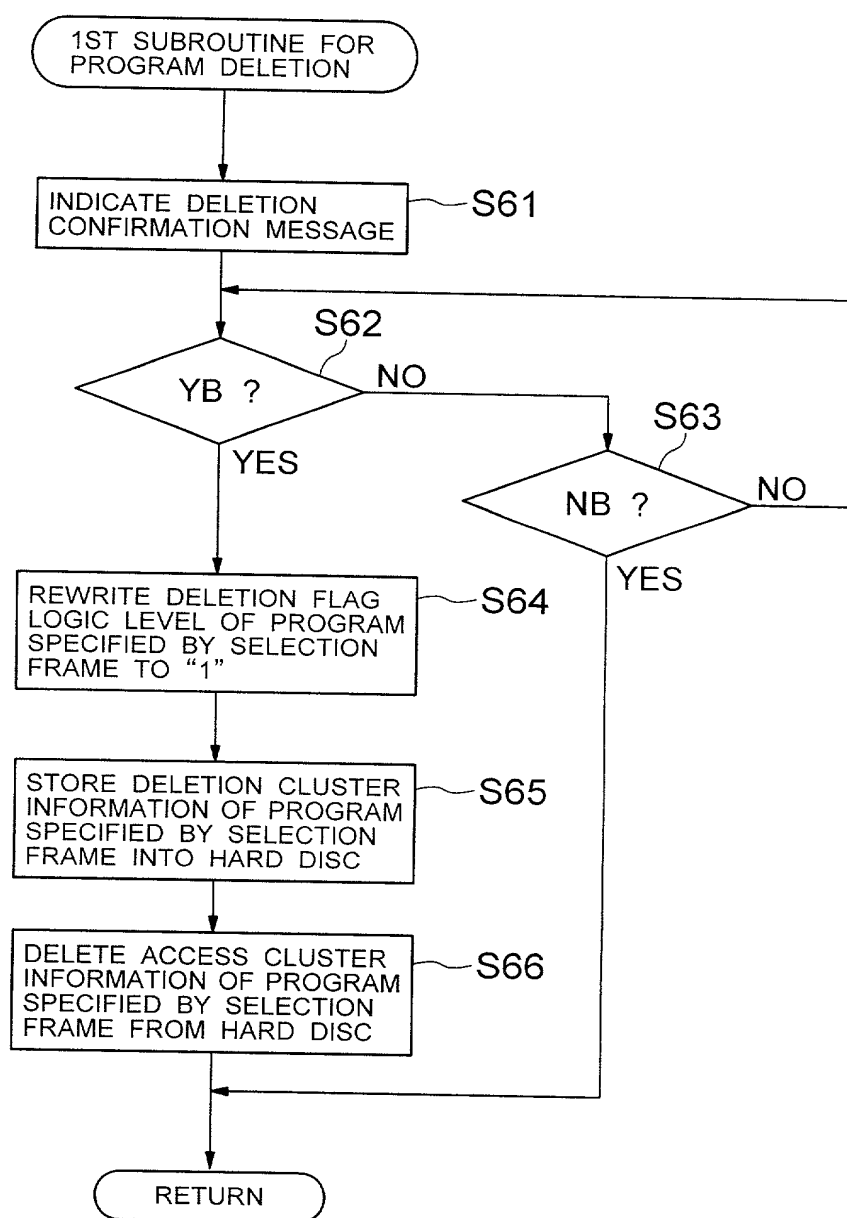 1ST SUBROUTINE FOR
PROGRAM DELETION
INDICATE DELETION
CONFIRMATION MESSAGE
S61
S62
YB ?
NO
YES
S63
NB ?
NO
YES
REWRITE DELETION FLAG
LOGIC LEVEL OF PROGRAM
SPECIFIED BY SELECTION
FRAME TO “1”
S64
STORE DELETION CLUSTER
INFORMATION OF PROGRAM
SPECIFIED BY SELECTION
FRAME INTO HARD DISC
S65
DELETE ACCESS CLUSTER
INFORMATION OF PROGRAM
SPECIFIED BY SELECTION
FRAME FROM HARD DISC
S66
RETURN